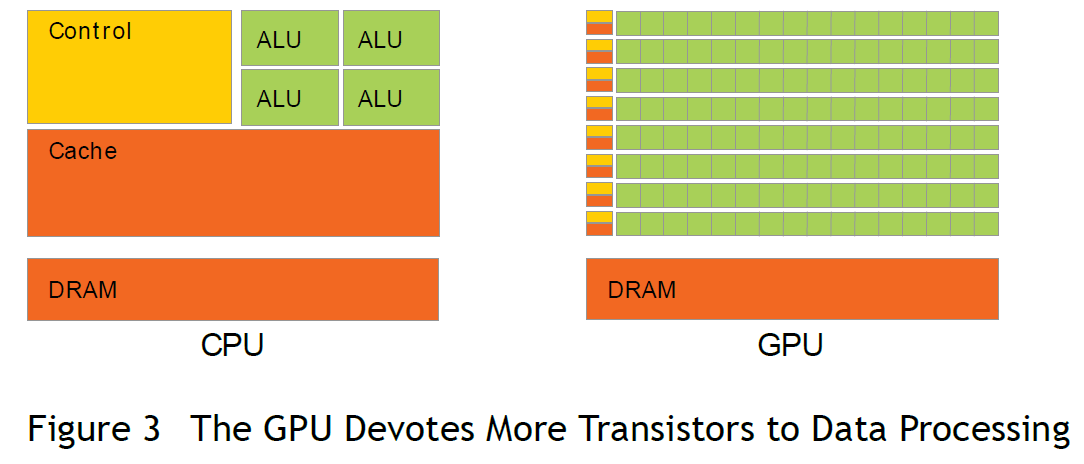 Control
ALU ALU
ALU ALU
Cache
DRAM
CPU
DRAM
GPU
Figure 3 The GPU Devotes More Transistors to Data Processing